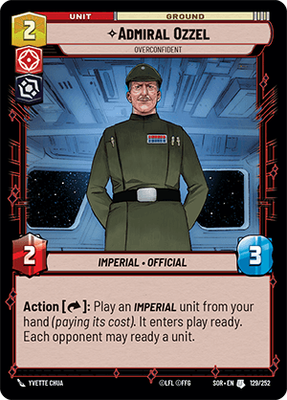 UNIT GROUND
2
✧ADMIRAL OZZEL
OVERCONFIDENT
2 3
IMPERIAL • OFFICIAL
Action [⤷]: Play an IMPERIAL unit from your
hand (paying its cost). It enters play ready.
Each opponent may ready a unit.
YVETTE CHUA ©LFL ©FFG SOR • EN U 129/252